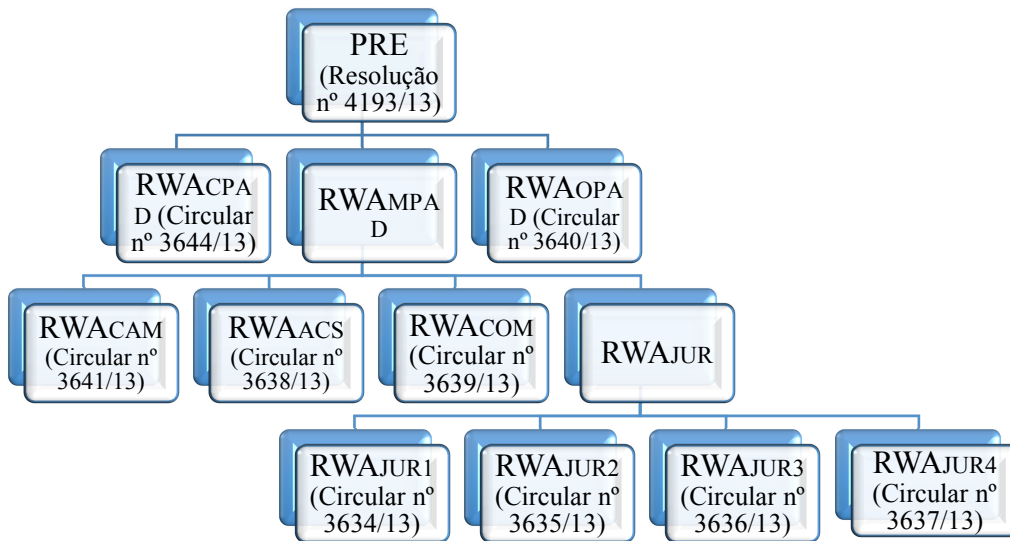 PRE
(Resolução
nº 4193/13)
RWACPA
D (Circular
nº 3644/13)
RWAMPA
D
RWAOPA
D (Circular
nº 3640/13)
RWACAM
(Circular nº
3641/13)
RWAACS
(Circular nº
3638/13)
RWACOM
(Circular nº
3639/13)
RWAJUR
RWAJUR1
(Circular nº
3634/13)
RWAJUR2
(Circular nº
3635/13)
RWAJUR3
(Circular nº
3636/13)
RWAJUR4
(Circular nº
3637/13)